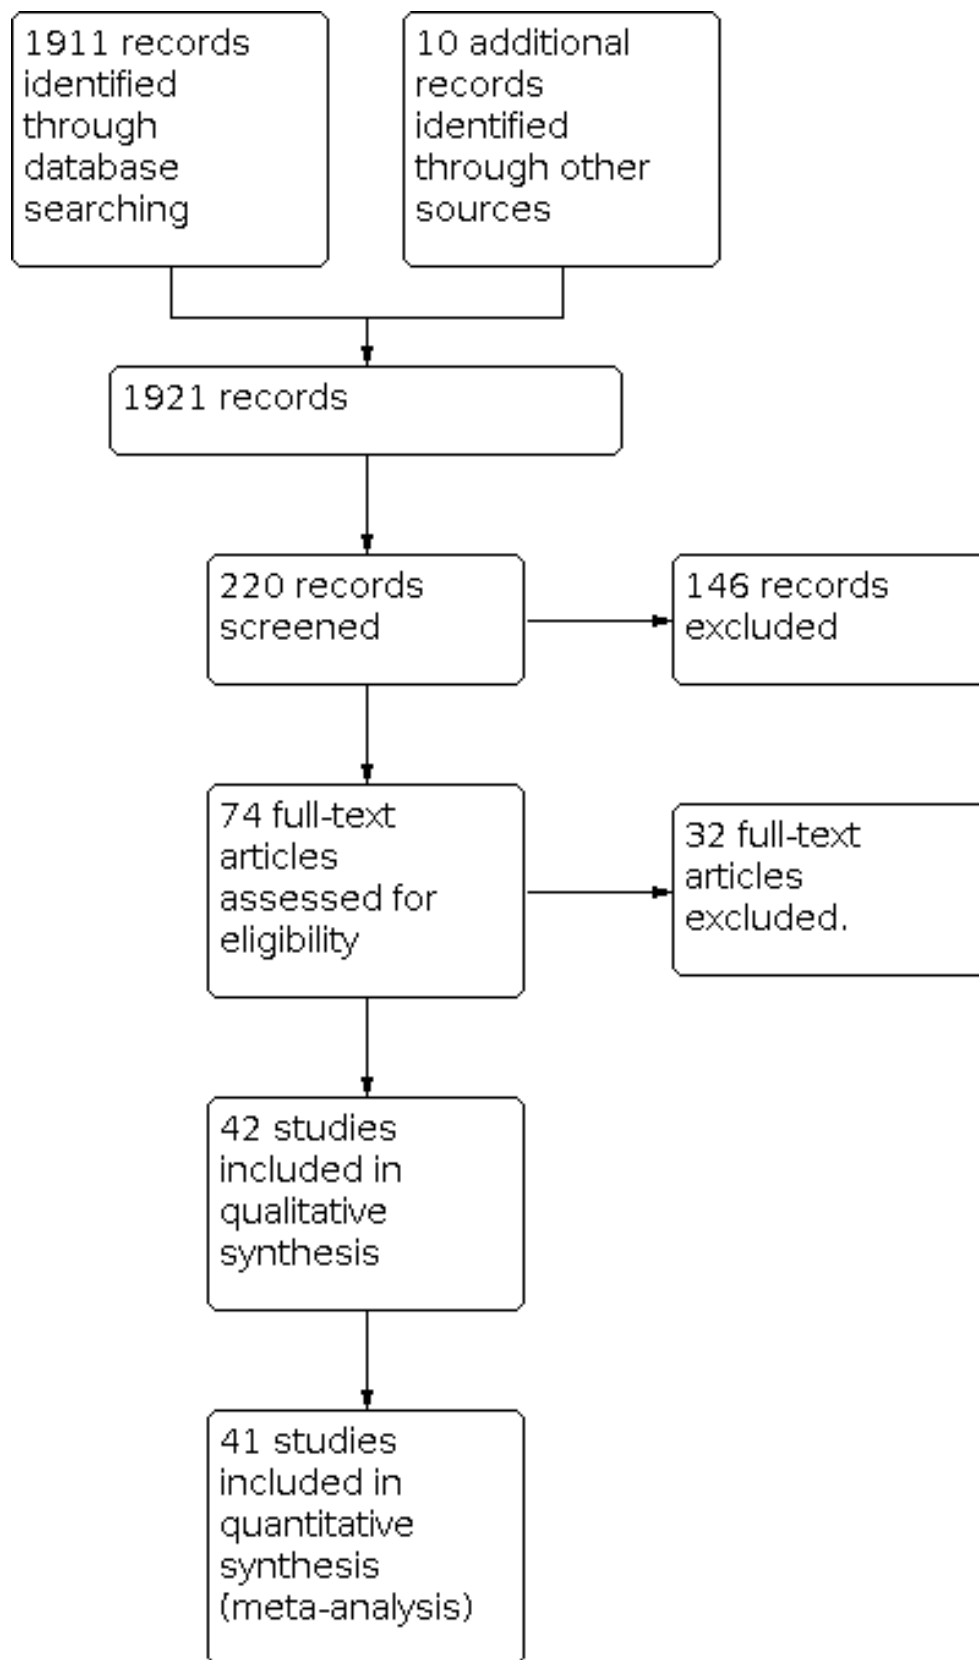 1911 records
identified
through
database
searching
10 additional
records
identified
through other
sources
1921 records
220 records
screened
146 records
excluded
74 full-text
articles
assessed for
eligibility
32 full-text
articles
excluded.
42 studies
included in
qualitative
synthesis
41 studies
included in
quantitative
synthesis
(meta-analysis)